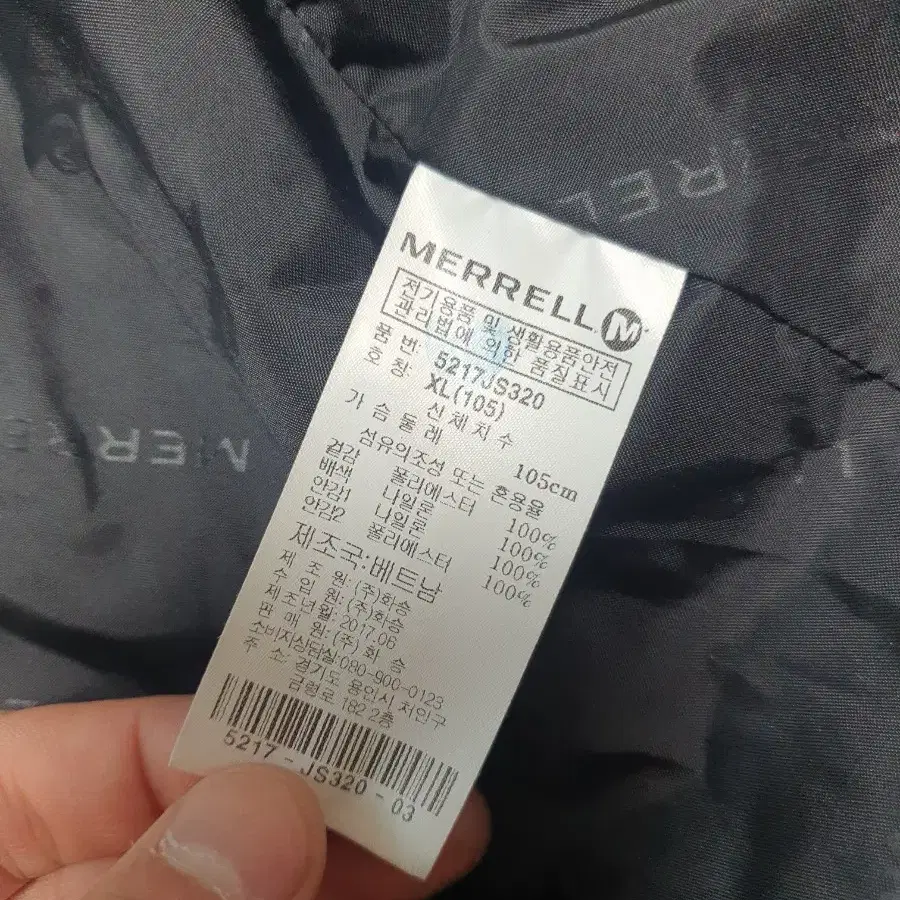 MERRELL M
전기용품 및 생활용품안전
관리법에 의한 품질표시
품 번: 5217JS320
호 칭: XL(105)
신체치수
가슴둘레 105cm
섬유의조성 또는 혼용율
겉감 폴리에스터 100%
배색 나일론 100%
안감1 나일론 100%
안감2 폴리에스터 100%
제조국:베트남
제 조 원: (주)화승
수 입 원: (주)화승
제조년월: 2017.06
판 매 원: (주) 화 승
소비자상담실:080-900-0123
주 소: 경기도 용인시 처인구
182 2층
5217-JS320-03
MERRELL
MERRELL